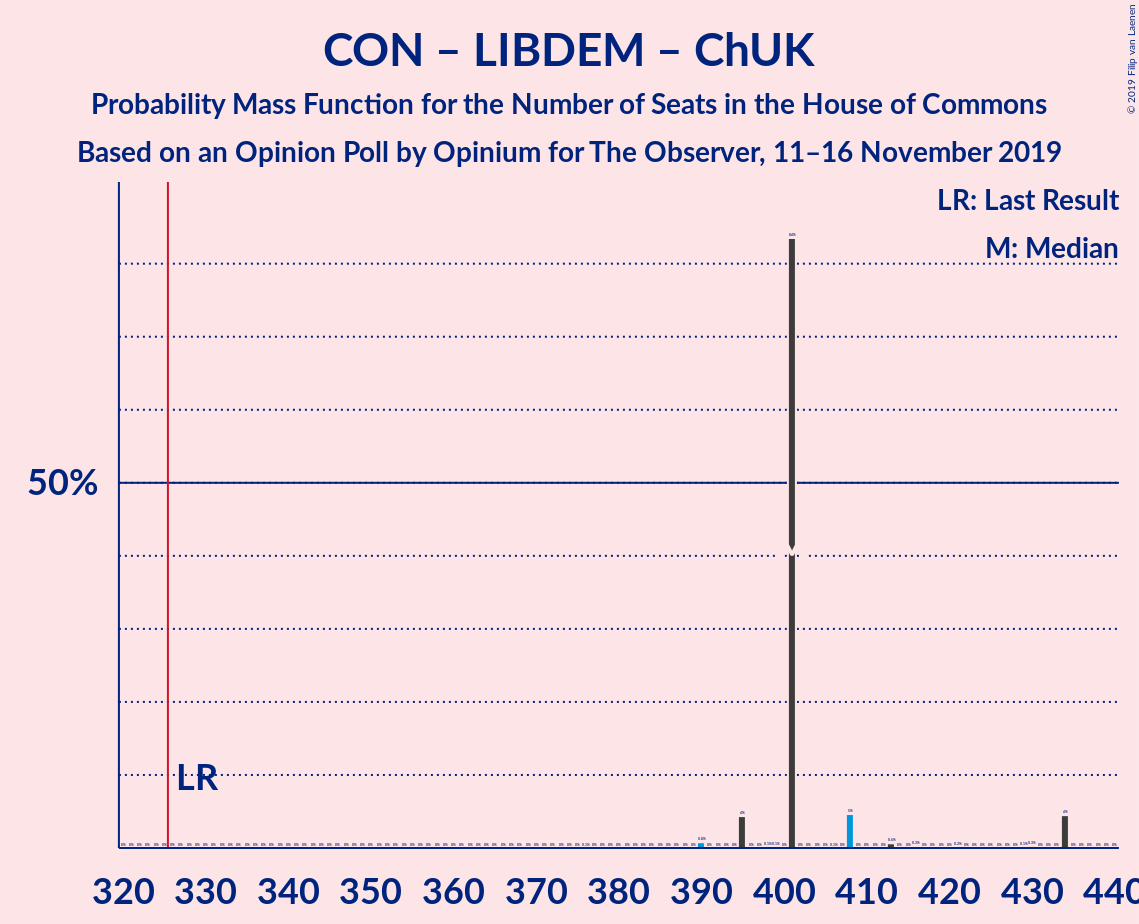 CON – LIBDEM – ChUK
Probability Mass Function for the Number of Seats in the House of Commons
Based on an Opinion Poll by Opinium for The Observer, 11–16 November 2019
© 2019 Filip van Laenen
LR: Last Result
M: Median
50%
LR
320 330 340 350 360 370 380 390 400 410 420 430 440